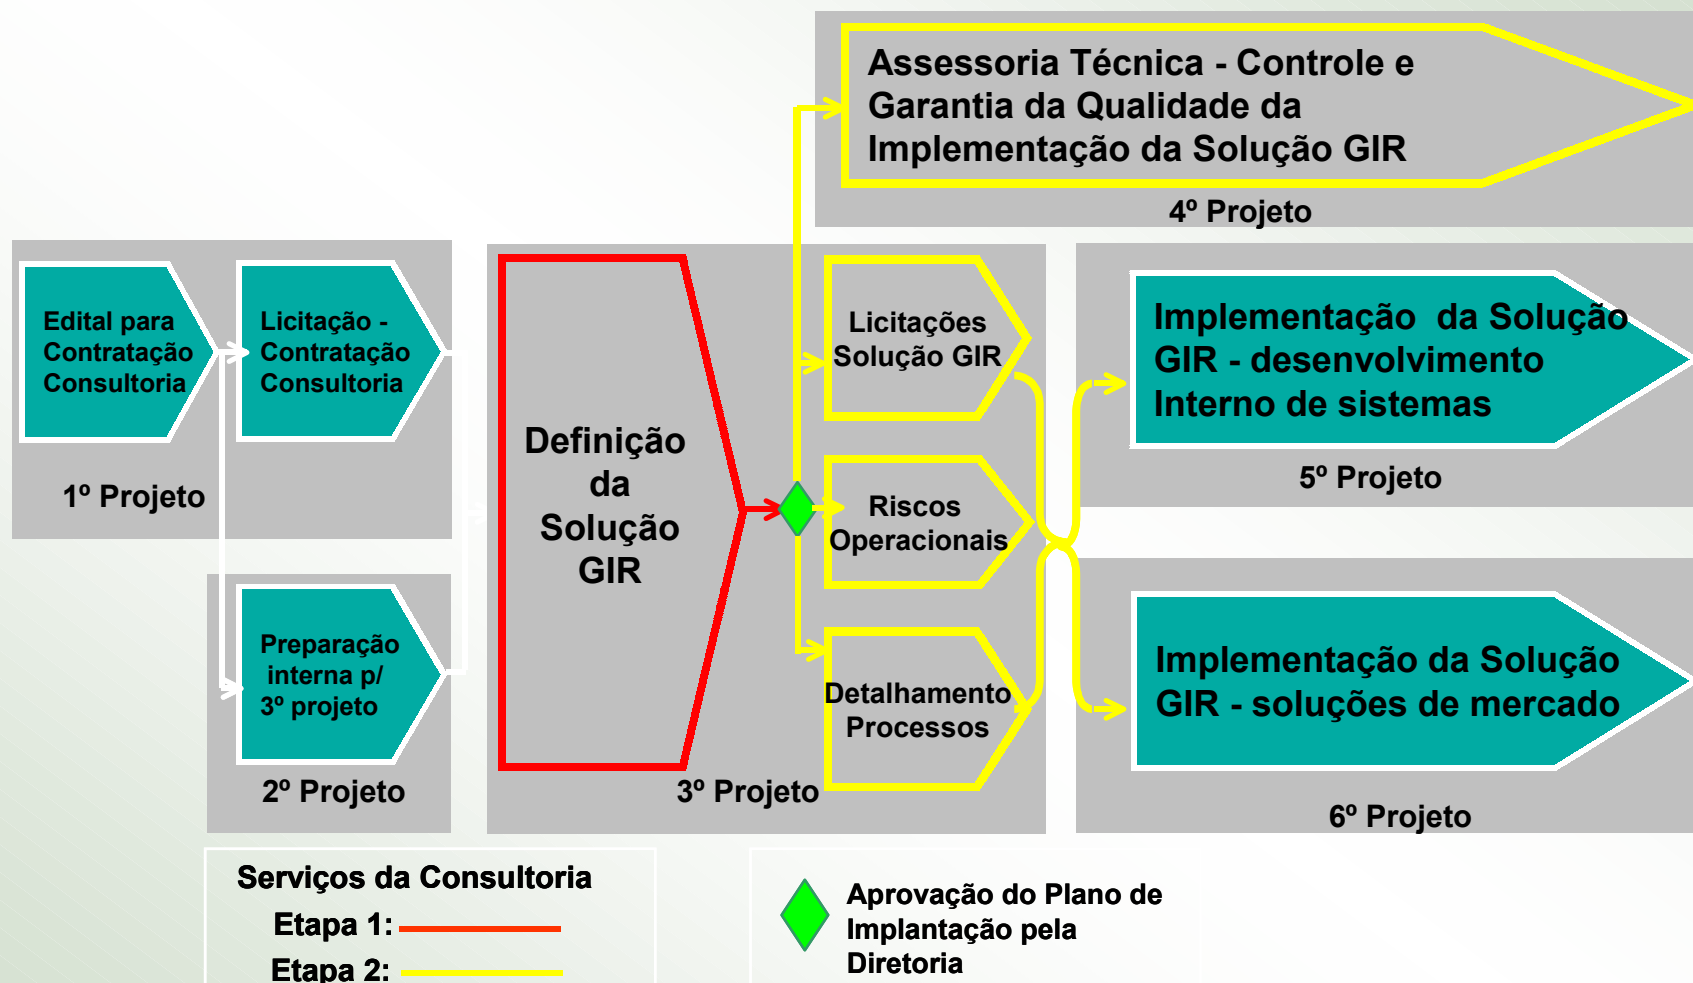 Assessoria Técnica - Controle e
Garantia da Qualidade da
Implementação da Solução GIR
4º Projeto
Edital para
Contratação
Consultoria
Licitação -
Contratação
Consultoria
1º Projeto
Preparação
interna p/
3º projeto
2º Projeto
Definição
da
Solução
GIR
Licitações
Solução GIR
Riscos
Operacionais
Detalhamento
Processos
3º Projeto
Implementação da Solução
GIR - desenvolvimento
Interno de sistemas
5º Projeto
Implementação da Solução
GIR - soluções de mercado
6º Projeto
Serviços da Consultoria
Etapa 1:
Etapa 2:
Aprovação do Plano de
Implantação pela
Diretoria